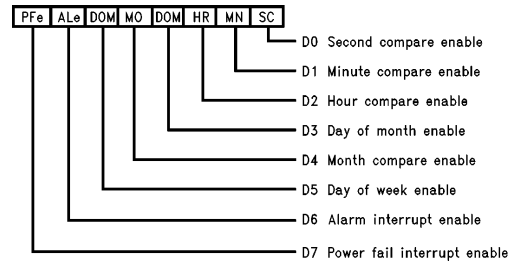 PFe ALe DOM MO DOM HR MN SC
D0 Second compare enable
D1 Minute compare enable
D2 Hour compare enable
D3 Day of month enable
D4 Month compare enable
D5 Day of week enable
D6 Alarm interrupt enable
D7 Power fail interrupt enable